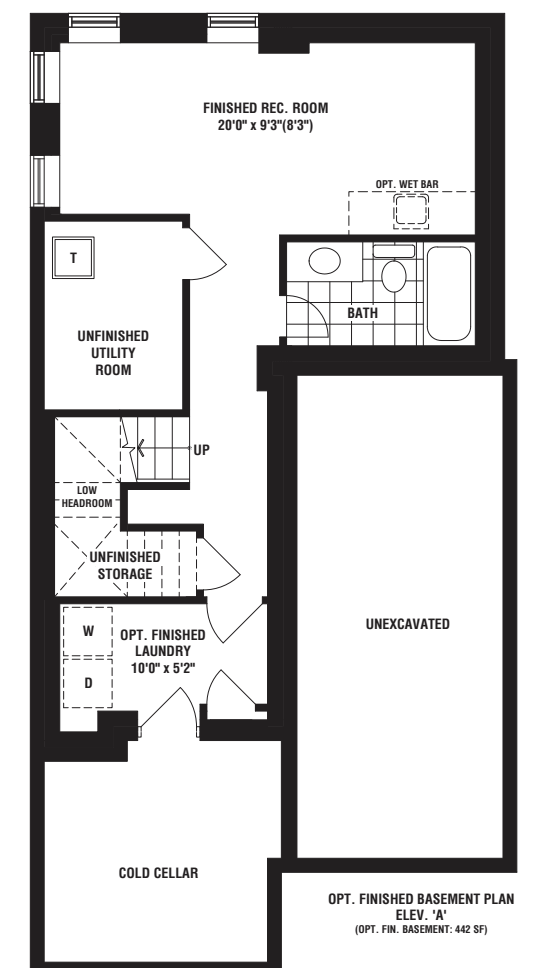 FINISHED REC. ROOM
20'0" x 9'3"(8'3")
OPT. WET BAR
T
BATH
UNFINISHED
UTILITY
ROOM
UP
LOW
HEADROOM
UNFINISHED
STORAGE
UNEXCAVATED
W
OPT. FINISHED
LAUNDRY
10'0" x 5'2"
D
COLD CELLAR
OPT. FINISHED BASEMENT PLAN
ELEV. 'A'
(OPT. FIN. BASEMENT: 442 SF)